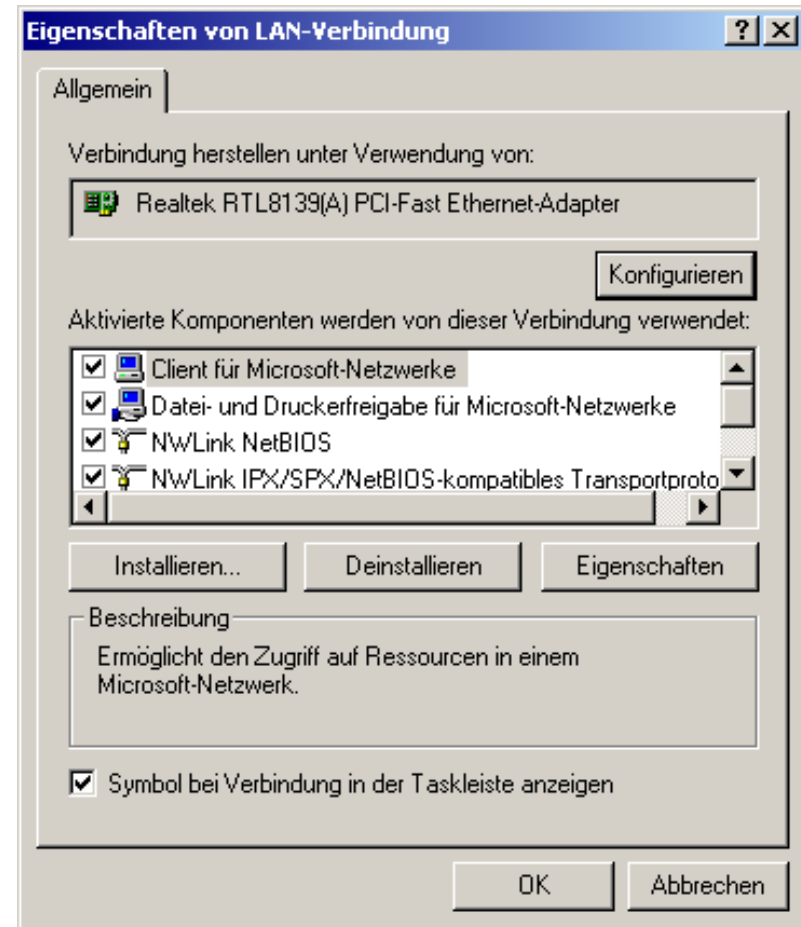 Eigenschaften von LAN-Verbindung
Allgemein
Verbindung herstellen unter Verwendung von:
Realtek RTL8139(A) PCI-Fast Ethernet-Adapter
Konfigurieren
Aktivierte Komponenten werden von dieser Verbindung verwendet:
Client für Microsoft-Netzwerke
Datei- und Druckerfreigabe für Microsoft-Netzwerke
NWLink NetBIOS
NWLink IPX/SPX/NetBIOS-kompatibles Transportproto
Installieren... Deinstallieren Eigenschaften
Beschreibung
Ermöglicht den Zugriff auf Ressourcen in einem
Microsoft-Netzwerk.
Symbol bei Verbindung in der Taskleiste anzeigen
OK Abbrechen